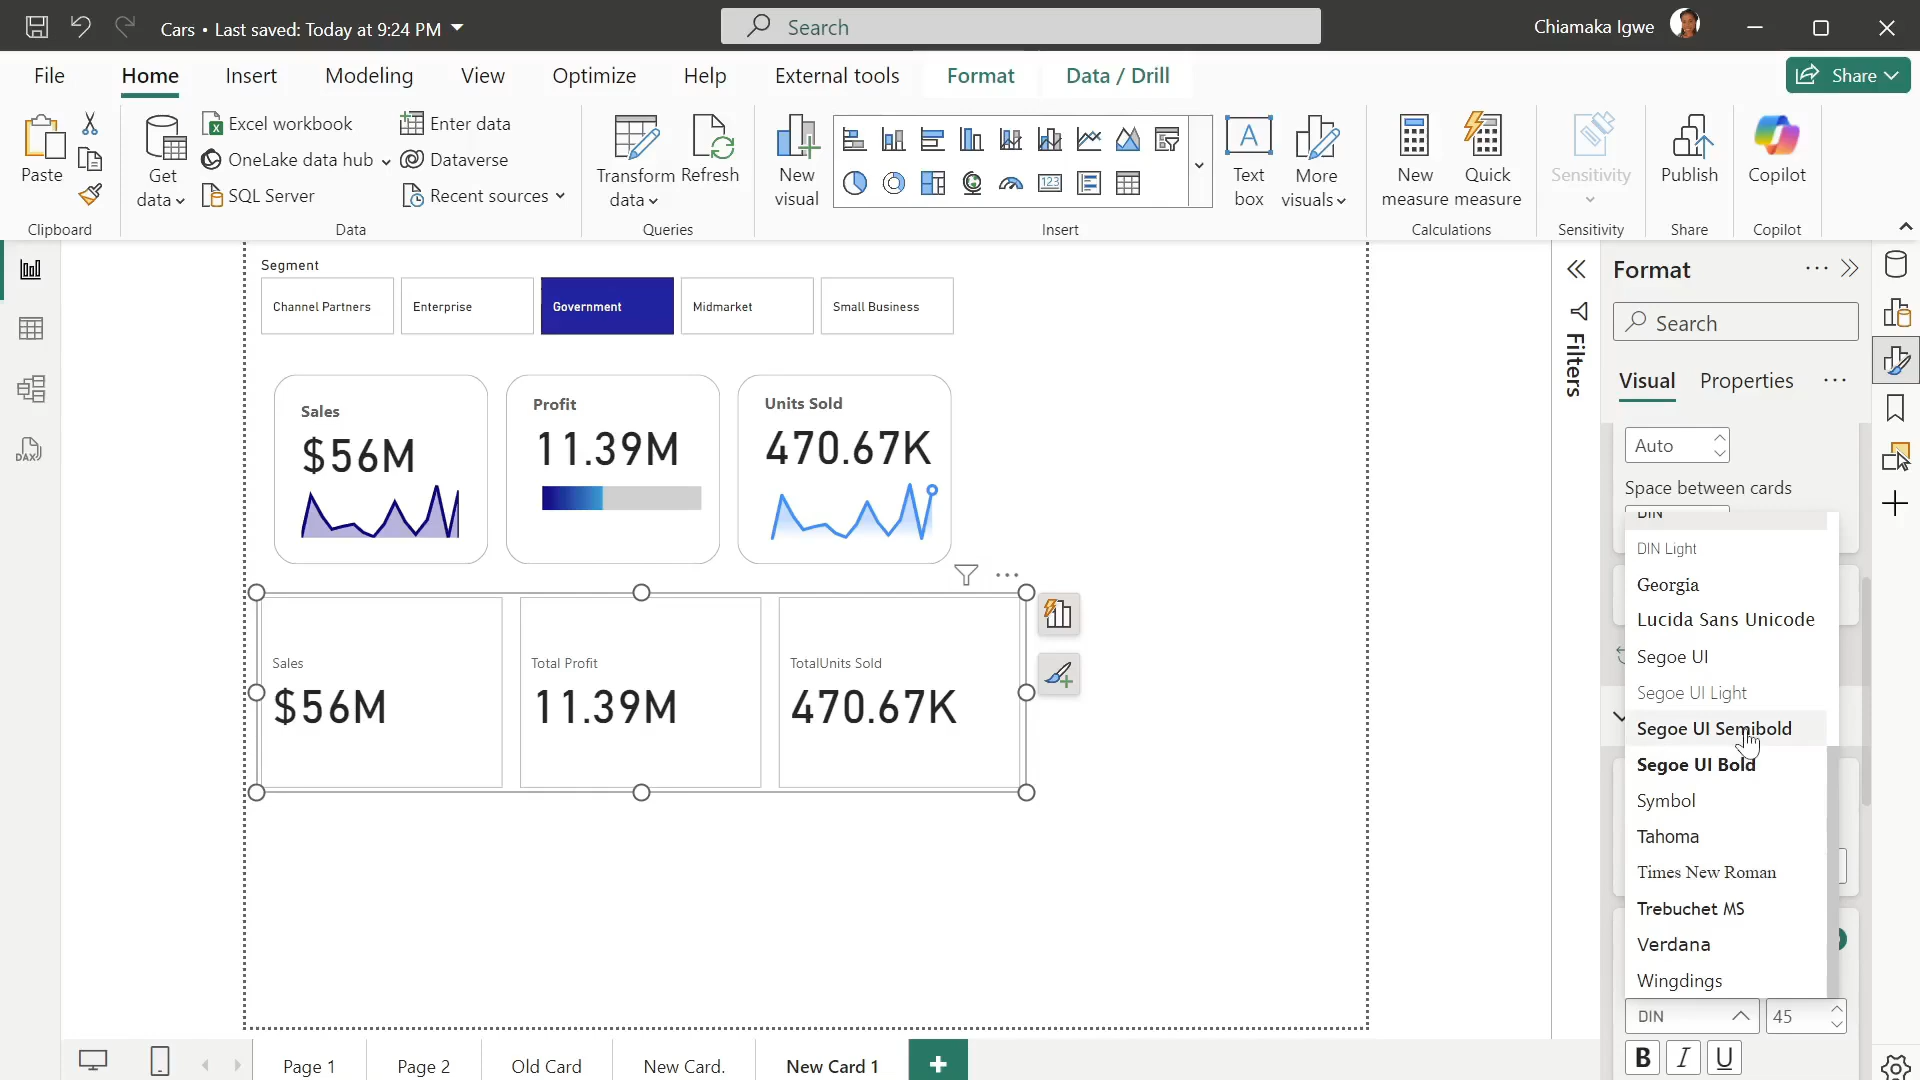 Cars • Last saved: Today at 9:24 PM
Search
Chiamaka Igwe
File
Home
Insert
Modeling
View
Optimize
Help
External tools
Format
Data / Drill
Share
Paste
Clipboard
Get data
Excel workbook
OneLake data hub
SQL Server
Enter data
Dataverse
Recent sources
Data
Transform data
Refresh
Queries
New visual
123
A
Text box
More visuals
Insert
New measure
Quick measure
Calculations
Sensitivity
Sensitivity
Publish
Share
Copilot
Copilot
DAX
Segment
Channel Partners
Enterprise
Government
Midmarket
Small Business
Sales
$56M
Profit
11.39M
Units Sold
470.67K
Sales
$56M
Total Profit
11.39M
TotalUnits Sold
470.67K
Filters
Format
Search
Visual
Properties
Auto
Space between cards
DIN
DIN Light
Georgia
Lucida Sans Unicode
Segoe UI
Segoe UI Light
Segoe UI Semibold
Segoe UI Bold
Symbol
Tahoma
Times New Roman
Trebuchet MS
Verdana
Wingdings
DIN
45
B
I
U
Page 1
Page 2
Old Card
New Card.
New Card 1